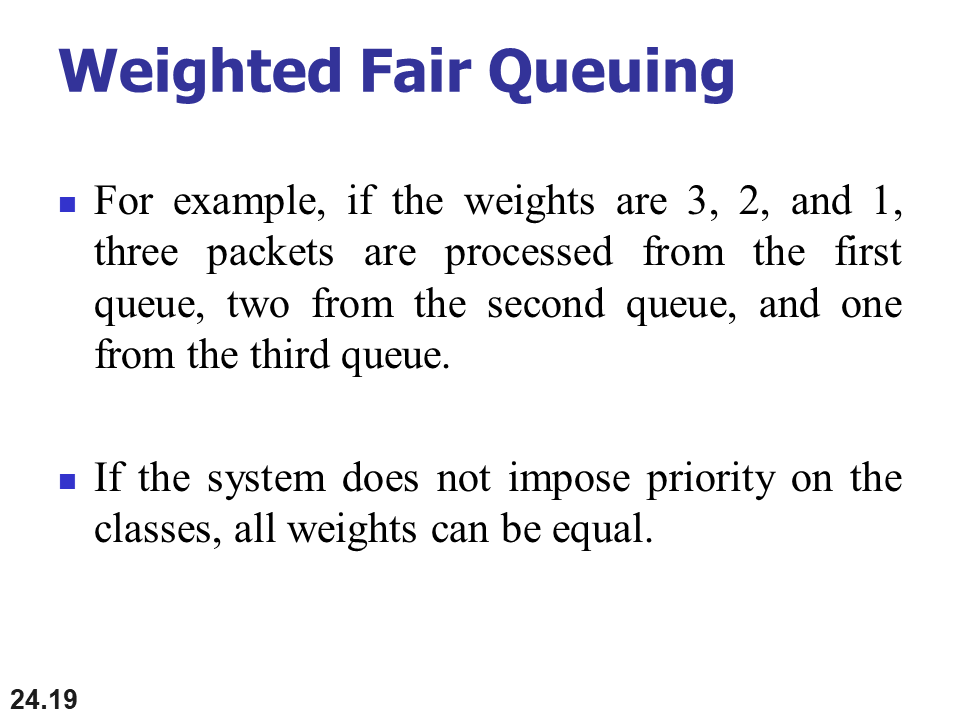 Weighted Fair Queuing
For example, if the weights are 3, 2, and 1,
three packets are processed from the first
queue, two from the second queue, and one
from the third queue.
If the system does not impose priority on the
classes, all weights can be equal.
24.19